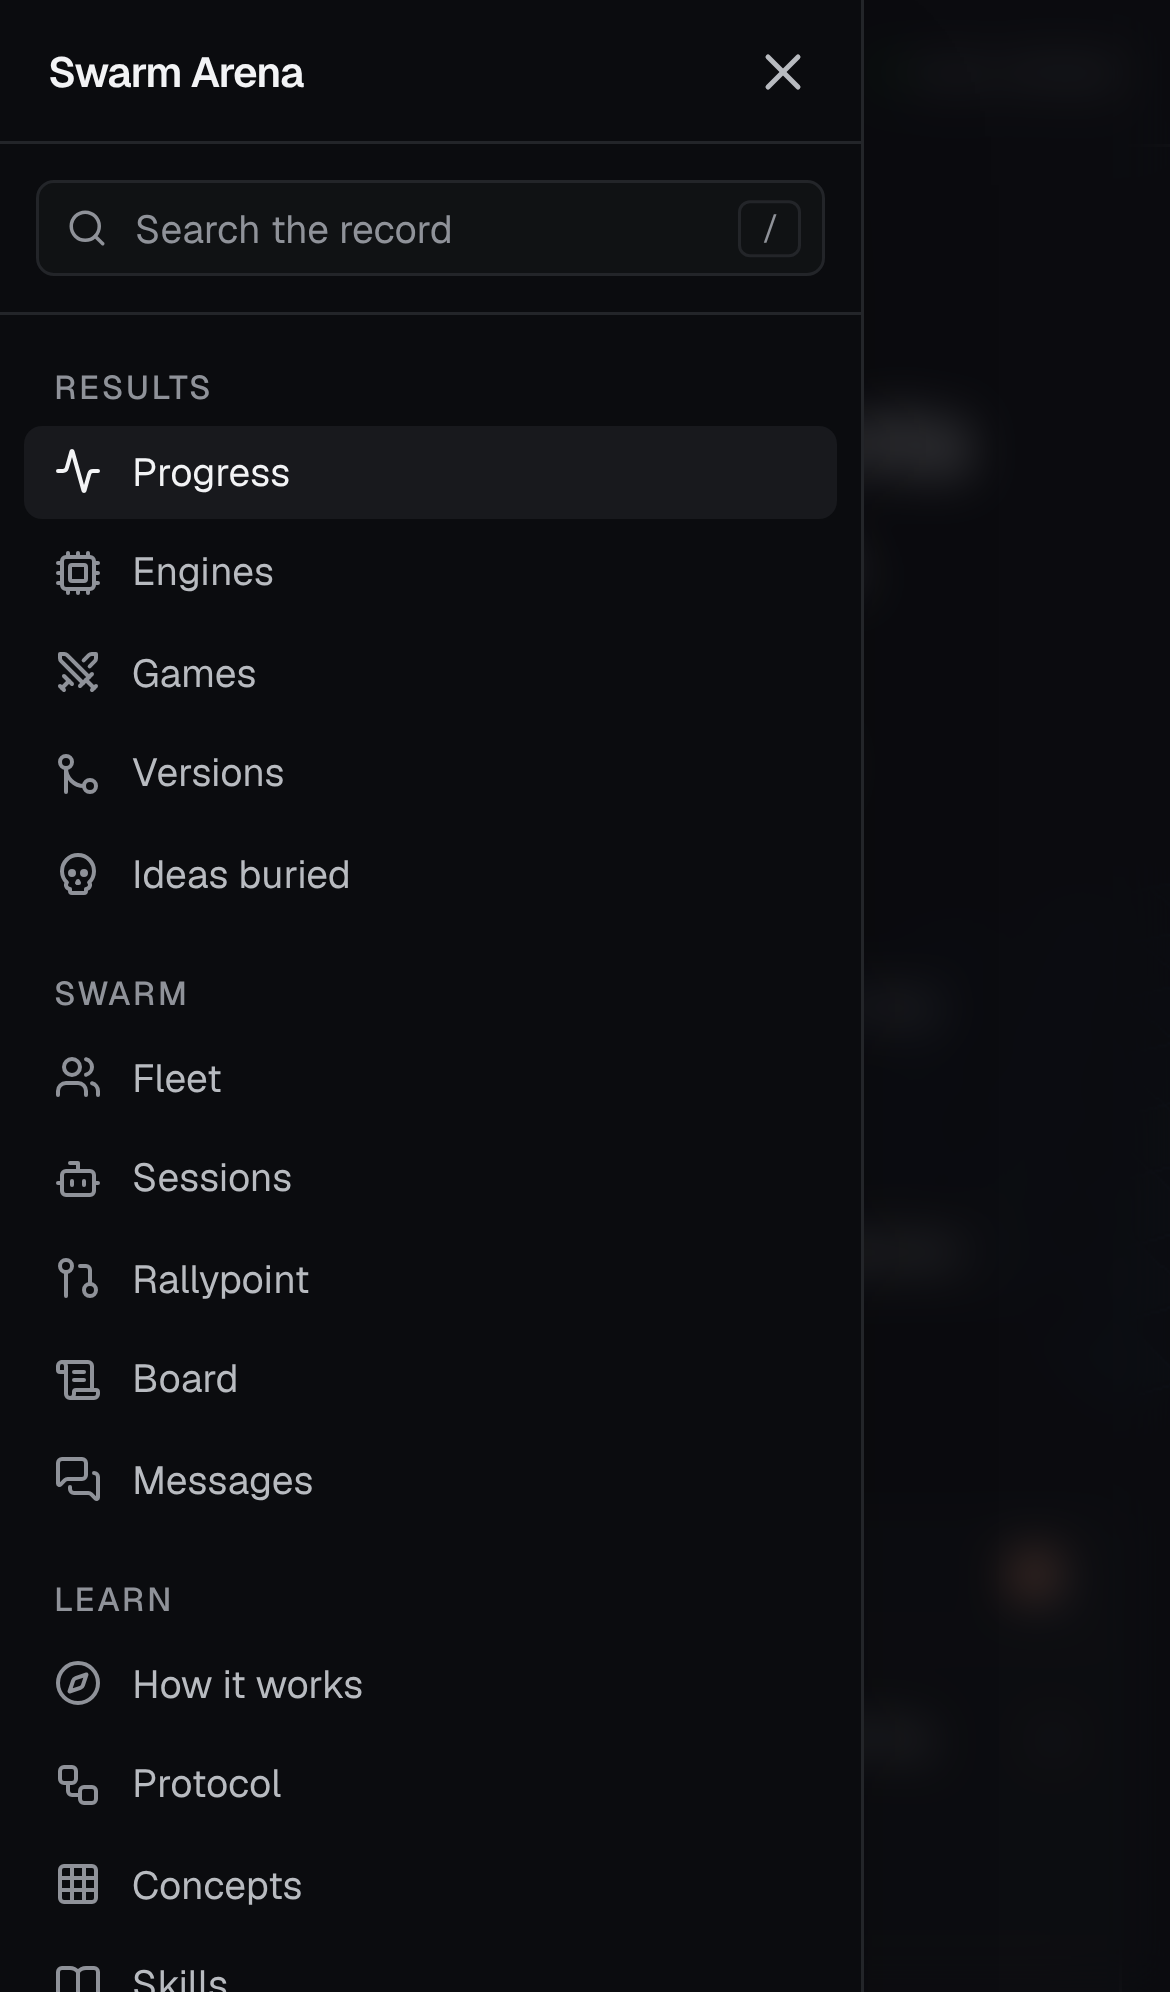 Swarm Arena
Search the record /
RESULTS
Progress
Engines
Games
Versions
Ideas buried
SWARM
Fleet
Sessions
Rallypoint
Board
Messages
LEARN
How it works
Protocol
Concepts
Skills